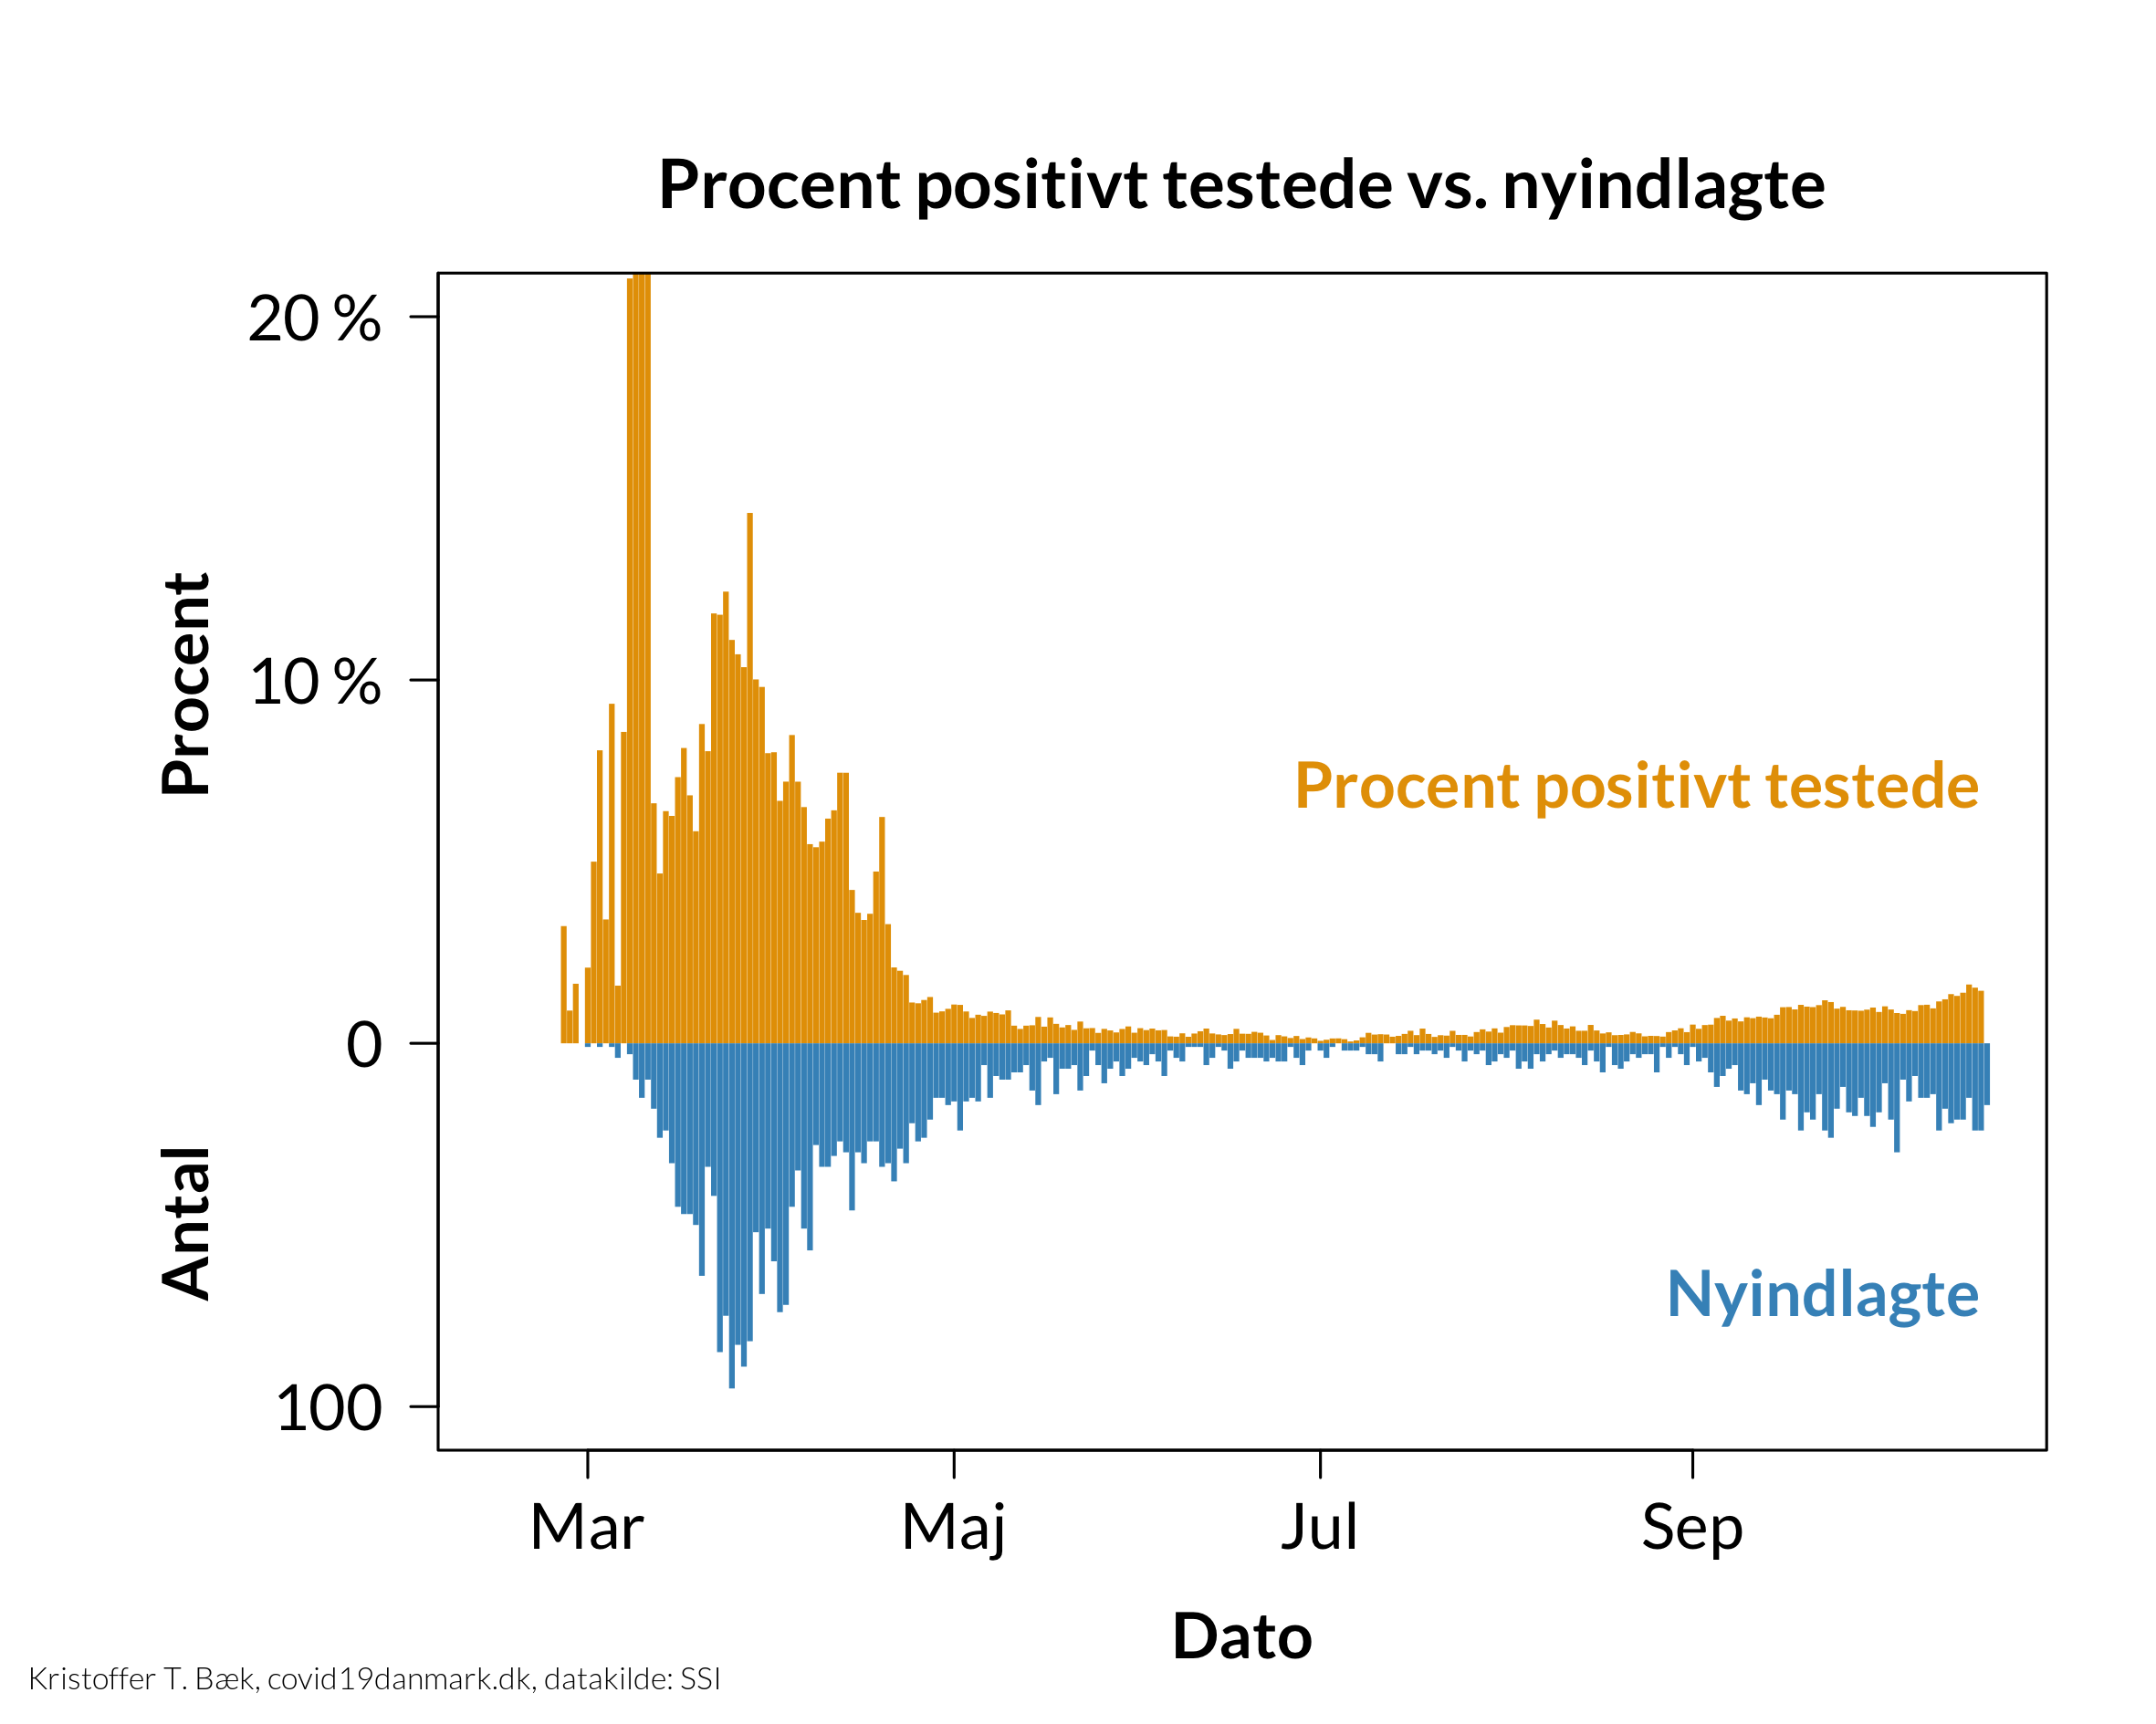 Procent positivt testede vs. nyindlagte
20 %
10 %
0
100
Procent
Antal
Procent positivt testede
Nyindlagte
Mar Maj Jul Sep
Dato
Kristoffer T. Bæk, covid19danmark.dk, datakilde: SSI